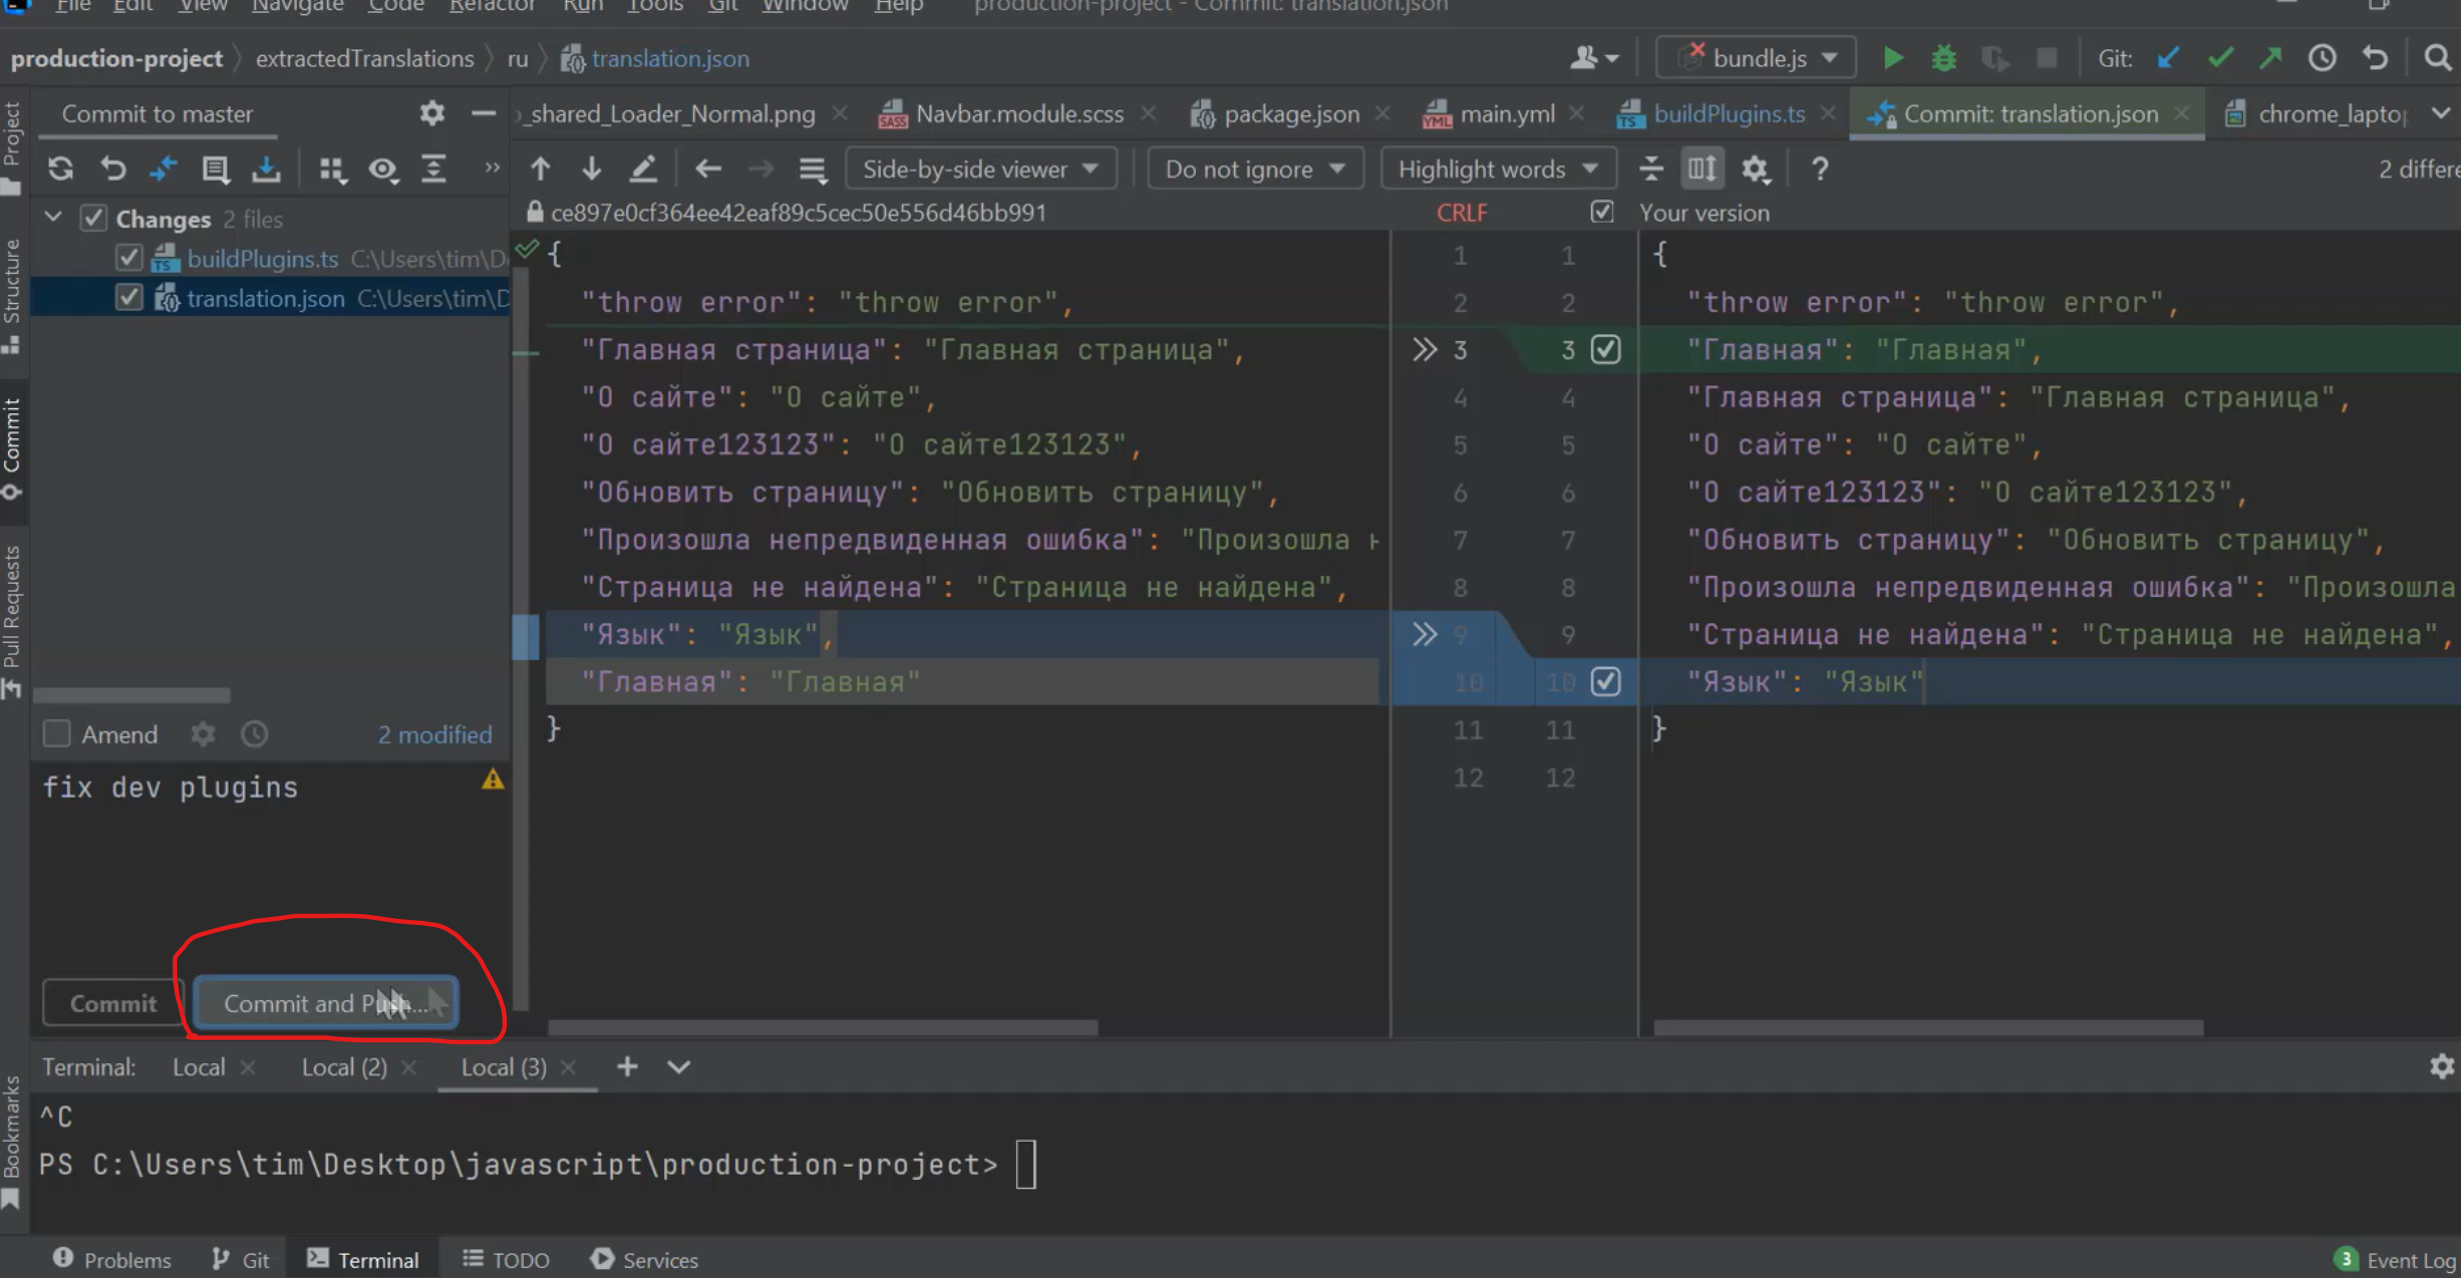 File Edit View Navigate Code Refactor Run Tools Git Window Help production-project - Commit: translation.json
production-project extractedTranslations ru translation.json bundle.js Git:
Commit to master
_shared_Loader_Normal.png Navbar.module.scss package.json main.yml buildPlugins.ts Commit: translation.json chrome_lapto
Side-by-side viewer Do not ignore Highlight words ? 2 differe
ce897e0cf364ee42eaf89c5cec50e556d46bb991 CRLF Your version
Project
Structure
Commit
Pull Requests
Bookmarks
Changes 2 files
buildPlugins.ts C:\Users\tim\D
translation.json C:\Users\tim\D
Amend 2 modified
fix dev plugins
Commit Commit and Push...
{
"throw error": "throw error",
"Главная страница": "Главная страница",
"О сайте": "О сайте",
"О сайте123123": "О сайте123123",
"Обновить страницу": "Обновить страницу",
"Произошла непредвиденная ошибка": "Произошла
"Страница не найдена": "Страница не найдена",
"Язык": "Язык",
"Главная": "Главная"
}
1 1
2 2
3 3
4 4
5 5
6 6
7 7
8 8
9 9
10 10
11 11
12 12
{
"throw error": "throw error",
"Главная": "Главная",
"Главная страница": "Главная страница",
"О сайте": "О сайте",
"О сайте123123": "О сайте123123",
"Обновить страницу": "Обновить страницу",
"Произошла непредвиденная ошибка": "Произошла
"Страница не найдена": "Страница не найдена",
"Язык": "Язык"
}
Terminal: Local Local (2) Local (3)
^C
PS C:\Users\tim\Desktop\javascript\production-project>
Problems Git Terminal TODO Services 3 Event Log